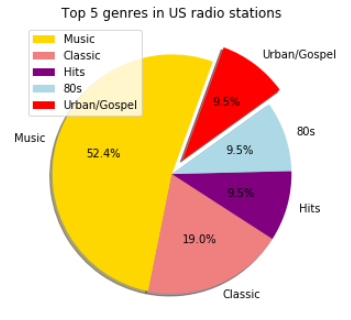 Top 5 genres in US radio stations
Music
Classic
Hits
80s
Urban/Gospel
Urban/Gospel
9.5%
80s
9.5%
Music
52.4%
9.5%
Hits
19.0%
Classic